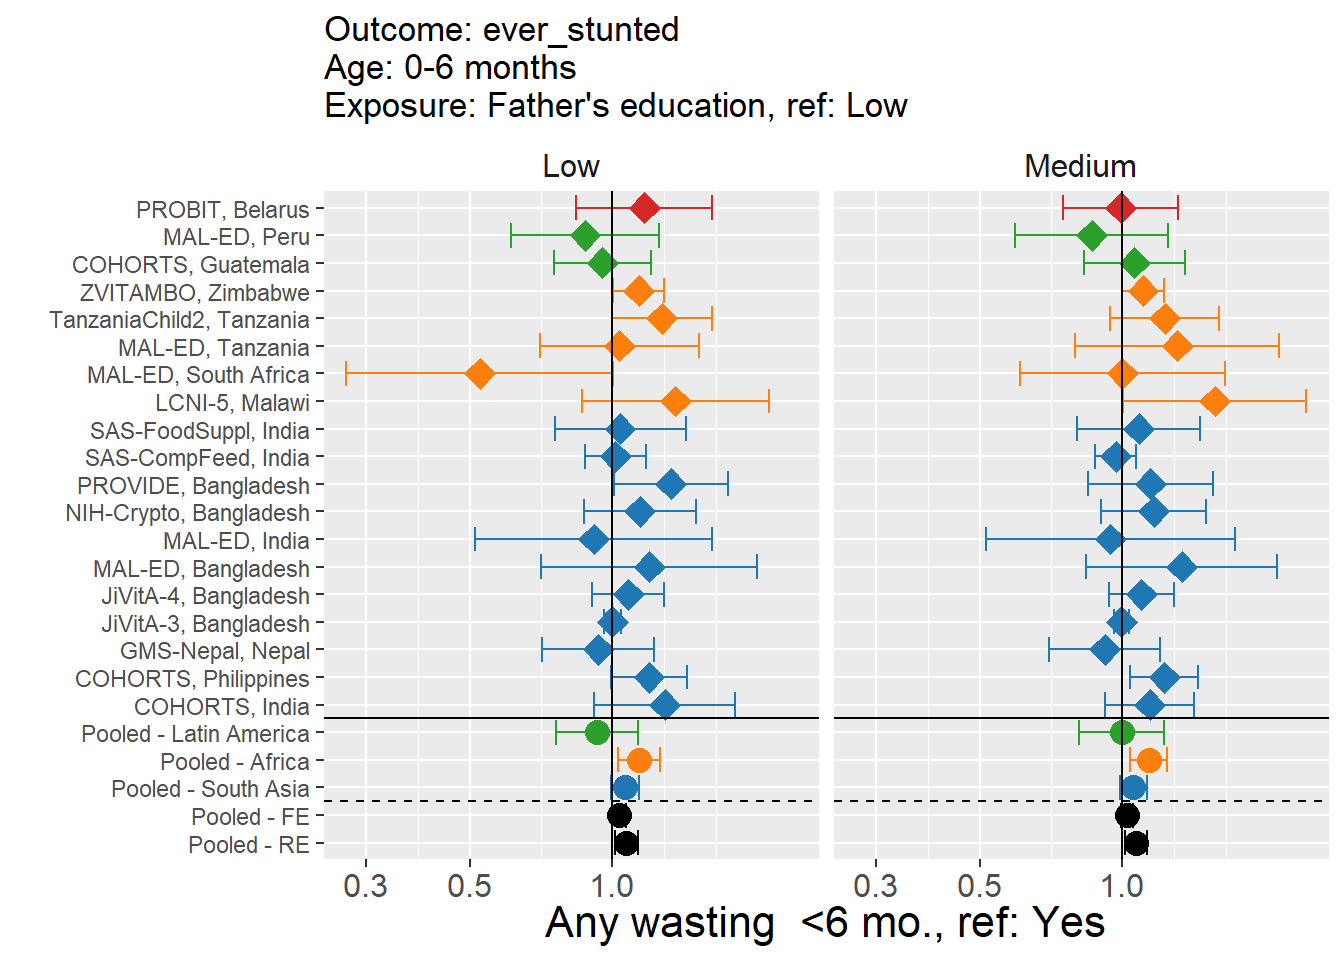 Outcome: ever_stunted
Age: 0-6 months
Exposure: Father's education, ref: Low
Low
Medium
PROBIT, Belarus
MAL-ED, Peru
COHORTS, Guatemala
ZVITAMBO, Zimbabwe
TanzaniaChild2, Tanzania
MAL-ED, Tanzania
MAL-ED, South Africa
LCNI-5, Malawi
SAS-FoodSuppl, India
SAS-CompFeed, India
PROVIDE, Bangladesh
NIH-Crypto, Bangladesh
MAL-ED, India
MAL-ED, Bangladesh
JiVitA-4, Bangladesh
JiVitA-3, Bangladesh
GMS-Nepal, Nepal
COHORTS, Philippines
COHORTS, India
Pooled - Latin America
Pooled - Africa
Pooled - South Asia
Pooled - FE
Pooled - RE
0.3 0.5 1.0 0.3 0.5 1.0
Any wasting  <6 mo., ref: Yes